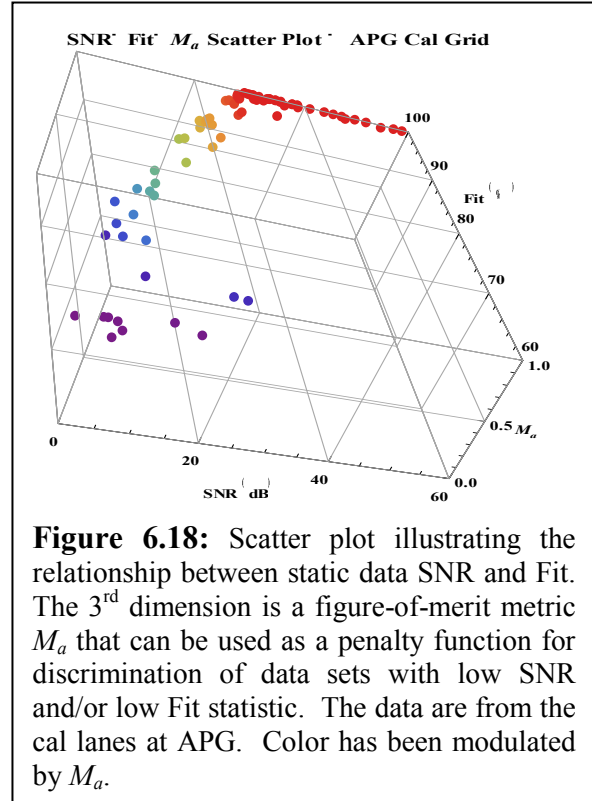 SNR- Fit- Ma Scatter Plot - APG Cal Grid
100
90
Fit (%)
80
70
60
1.0
0.5 Ma
0.0
0
20
40
60
SNR (dB)
Figure 6.18: Scatter plot illustrating the
relationship between static data SNR and Fit.
The 3rd dimension is a figure-of-merit metric
Ma that can be used as a penalty function for
discrimination of data sets with low SNR
and/or low Fit statistic. The data are from the
cal lanes at APG. Color has been modulated
by Ma.